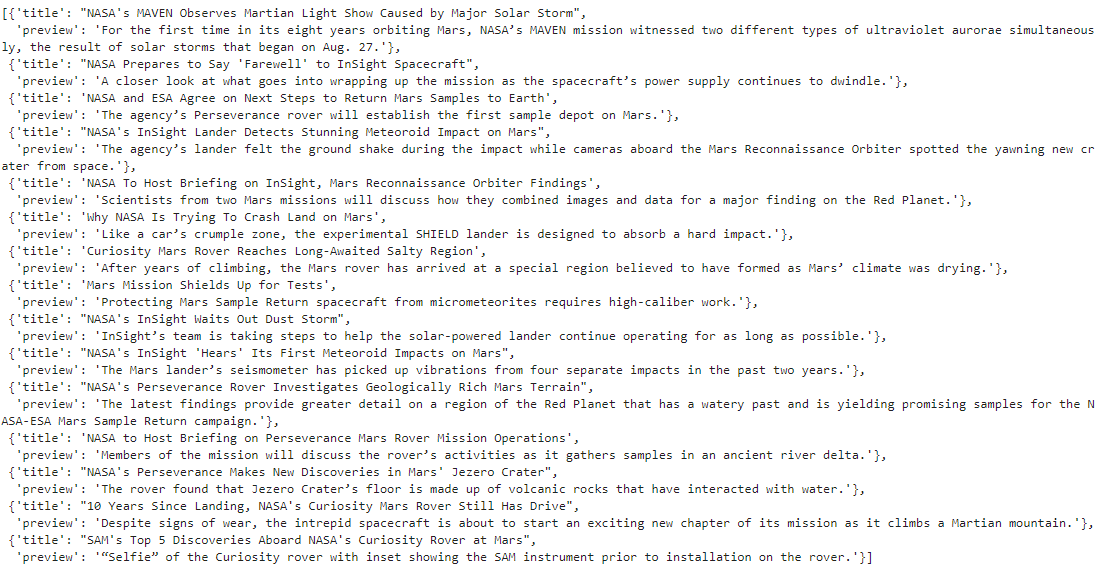 [{'title': "NASA's MAVEN Observes Martian Light Show Caused by Major Solar Storm",
'preview': 'For the first time in its eight years orbiting Mars, NASA’s MAVEN mission witnessed two different types of ultraviolet aurorae simultaneous
ly, the result of solar storms that began on Aug. 27.'},
{'title': "NASA Prepares to Say 'Farewell' to InSight Spacecraft",
'preview': 'A closer look at what goes into wrapping up the mission as the spacecraft’s power supply continues to dwindle.'},
{'title': 'NASA and ESA Agree on Next Steps to Return Mars Samples to Earth',
'preview': 'The agency’s Perseverance rover will establish the first sample depot on Mars.'},
{'title': "NASA's InSight Lander Detects Stunning Meteoroid Impact on Mars",
'preview': 'The agency’s lander felt the ground shake during the impact while cameras aboard the Mars Reconnaissance Orbiter spotted the yawning new cr
ater from space.'},
{'title': 'NASA To Host Briefing on InSight, Mars Reconnaissance Orbiter Findings',
'preview': 'Scientists from two Mars missions will discuss how they combined images and data for a major finding on the Red Planet.'},
{'title': 'Why NASA Is Trying To Crash Land on Mars',
'preview': 'Like a car’s crumple zone, the experimental SHIELD lander is designed to absorb a hard impact.'},
{'title': 'Curiosity Mars Rover Reaches Long-Awaited Salty Region',
'preview': 'After years of climbing, the Mars rover has arrived at a special region believed to have formed as Mars’ climate was drying.'},
{'title': 'Mars Mission Shields Up for Tests',
'preview': 'Protecting Mars Sample Return spacecraft from micrometeorites requires high-caliber work.'},
{'title': "NASA's InSight Waits Out Dust Storm",
'preview': 'InSight’s team is taking steps to help the solar-powered lander continue operating for as long as possible.'},
{'title': "NASA's InSight 'Hears' Its First Meteoroid Impacts on Mars",
'preview': 'The Mars lander’s seismometer has picked up vibrations from four separate impacts in the past two years.'},
{'title': "NASA's Perseverance Rover Investigates Geologically Rich Mars Terrain",
'preview': 'The latest findings provide greater detail on a region of the Red Planet that has a watery past and is yielding promising samples for the N
ASA-ESA Mars Sample Return campaign.'},
{'title': 'NASA to Host Briefing on Perseverance Mars Rover Mission Operations',
'preview': 'Members of the mission will discuss the rover’s activities as it gathers samples in an ancient river delta.'},
{'title': "NASA's Perseverance Makes New Discoveries in Mars' Jezero Crater",
'preview': 'The rover found that Jezero Crater’s floor is made up of volcanic rocks that have interacted with water.'},
{'title': "10 Years Since Landing, NASA's Curiosity Mars Rover Still Has Drive",
'preview': 'Despite signs of wear, the intrepid spacecraft is about to start an exciting new chapter of its mission as it climbs a Martian mountain.'},
{'title': "SAM's Top 5 Discoveries Aboard NASA's Curiosity Rover at Mars",
'preview': '“Selfie” of the Curiosity rover with inset showing the SAM instrument prior to installation on the rover.'}]